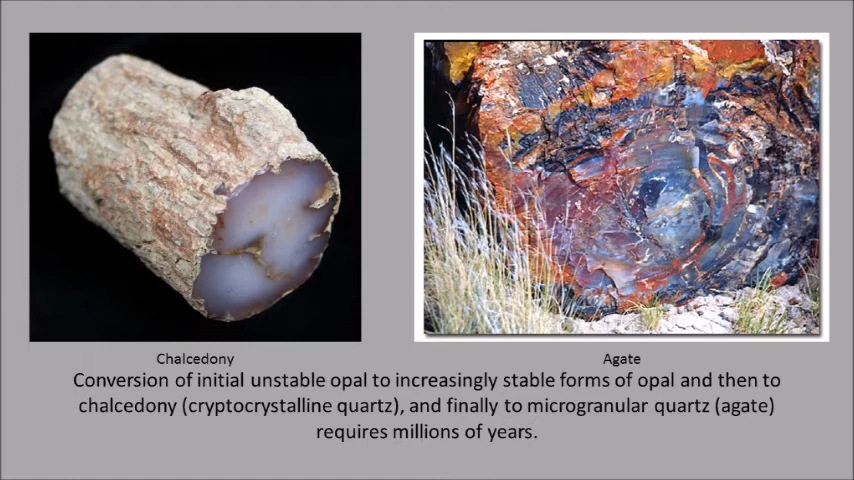 Chalcedony
Agate
Conversion of initial unstable opal to increasingly stable forms of opal and then to
chalcedony (cryptocrystalline quartz), and finally to microgranular quartz (agate)
requires millions of years.